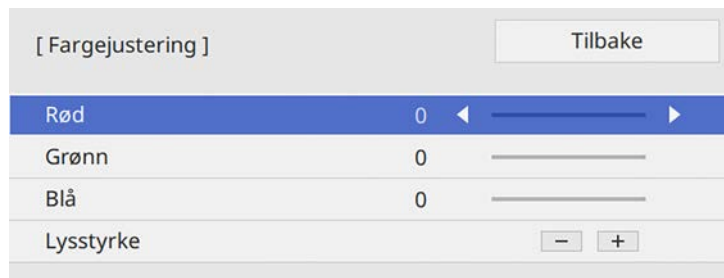 [ Fargejustering ]
Tilbake
Rød 0
Grønn 0
Blå 0
Lysstyrke − +